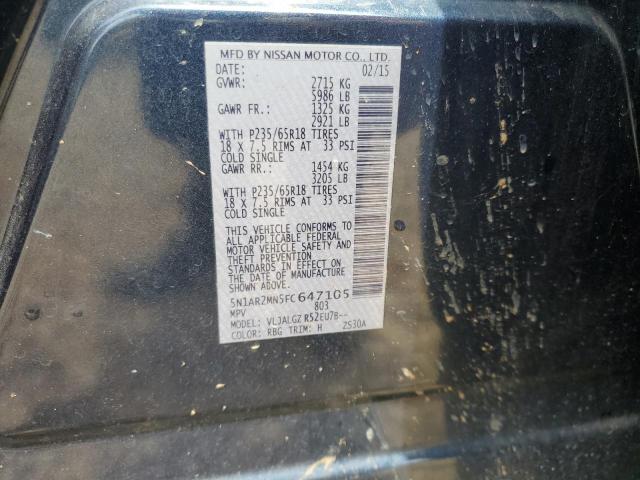 MFD BY NISSAN MOTOR CO., LTD.
DATE: 02/15
GVWR: 2715 KG
5986 LB
GAWR FR.: 1325 KG
2921 LB
WITH P235/65R18 TIRES
18 X 7.5 RIMS AT 33 PSI
COLD SINGLE
GAWR RR.: 1454 KG
3205 LB
WITH P235/65R18 TIRES
18 X 7.5 RIMS AT 33 PSI
COLD SINGLE
THIS VEHICLE CONFORMS TO
ALL APPLICABLE FEDERAL
MOTOR VEHICLE SAFETY AND
THEFT PREVENTION
STANDARDS IN EFFECT ON
THE DATE OF MANUFACTURE
SHOWN ABOVE.
5N1AR2MN5FC647105
MPV 803
MODEL: VLJALGZ R52EU7B--
COLOR: RBG TRIM: H ZS30A